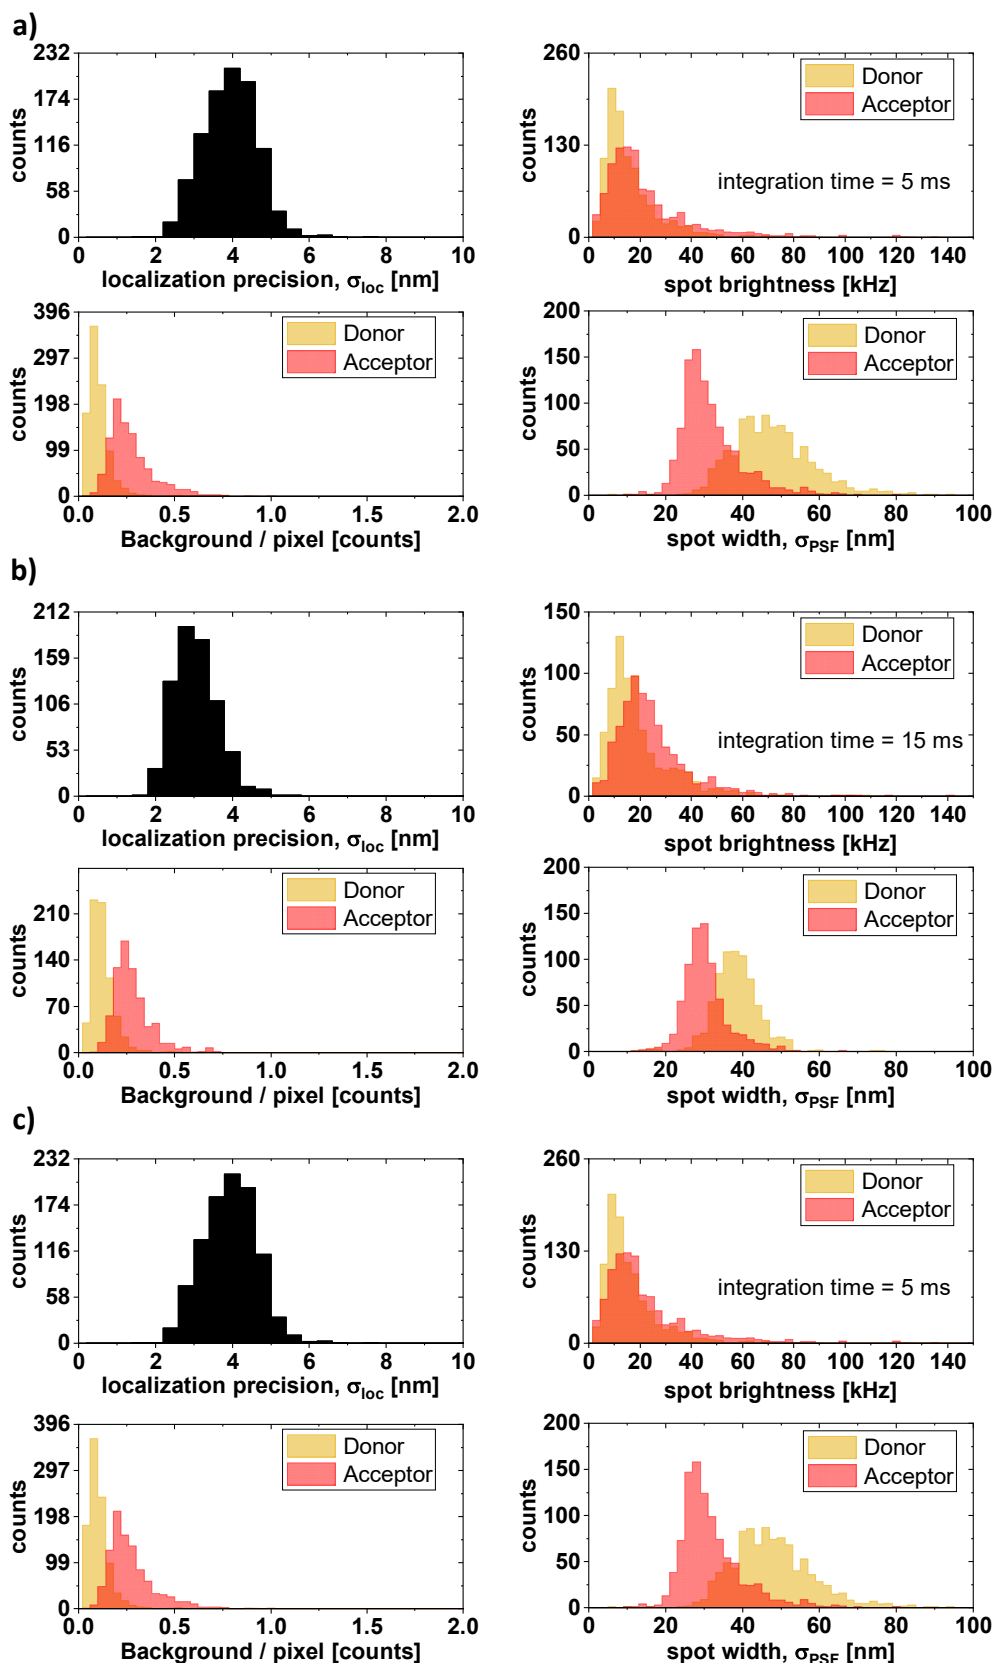 a)
232
174
116
58
0
counts
0 2 4 6 8 10
localization precision, σloc [nm]
260
130
0
counts
Donor
Acceptor
integration time = 5 ms
0 20 40 60 80 100 120 140
spot brightness [kHz]
396
297
198
99
0
counts
Donor
Acceptor
0.0 0.5 1.0 1.5 2.0
Background / pixel [counts]
200
150
100
50
0
counts
Donor
Acceptor
0 20 40 60 80 100
spot width, σPSF [nm]
b)
212
159
106
53
0
counts
0 2 4 6 8 10
localization precision, σloc [nm]
150
100
50
0
counts
Donor
Acceptor
integration time = 15 ms
0 20 40 60 80 100 120 140
spot brightness [kHz]
210
140
70
0
counts
Donor
Acceptor
0.0 0.5 1.0 1.5 2.0
Background / pixel [counts]
200
150
100
50
0
counts
Donor
Acceptor
0 20 40 60 80 100
spot width, σPSF [nm]
c)
232
174
116
58
0
counts
0 2 4 6 8 10
localization precision, σloc [nm]
260
130
0
counts
Donor
Acceptor
integration time = 5 ms
0 20 40 60 80 100 120 140
spot brightness [kHz]
396
297
198
99
0
counts
Donor
Acceptor
0.0 0.5 1.0 1.5 2.0
Background / pixel [counts]
200
150
100
50
0
counts
Donor
Acceptor
0 20 40 60 80 100
spot width, σPSF [nm]